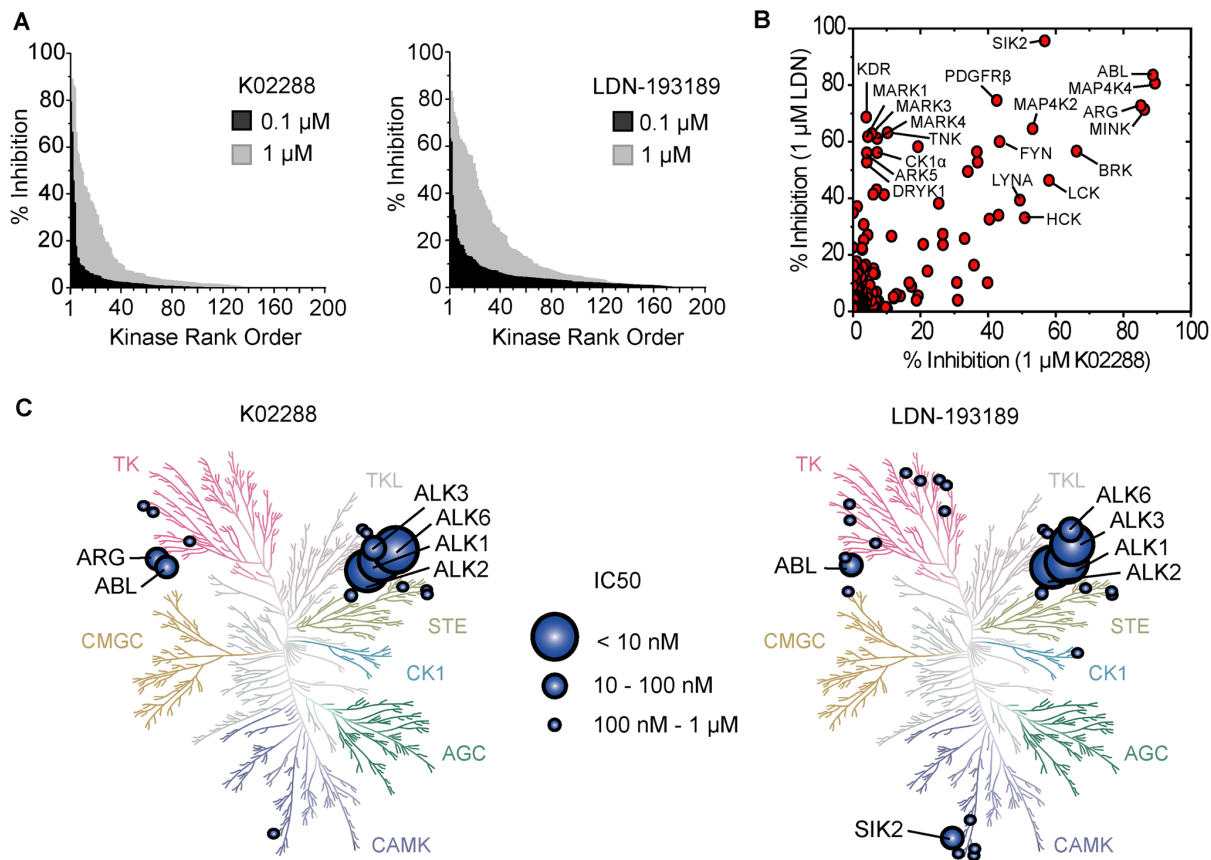 A
K02288
0.1 µM
1 µM
% Inhibition
100
80
60
40
20
0
1
40
80
120
160
200
Kinase Rank Order
LDN-193189
0.1 µM
1 µM
% Inhibition
100
80
60
40
20
0
1
40
80
120
160
200
Kinase Rank Order
B
% Inhibition (1 µM LDN)
100
80
60
40
20
0
SIK2
KDR
MARK1
MARK3
MARK4
TNK
CK1α
ARK5
DRYK1
PDGFRβ
MAP4K2
FYN
LYNA
ABL
MAP4K4
ARG
MINK
BRK
LCK
HCK
0
20
40
60
80
100
% Inhibition (1 µM K02288)
C
K02288
TK
TKL
ALK3
ALK6
ALK1
ALK2
ARG
ABL
CMGC
STE
CK1
AGC
CAMK
IC50
< 10 nM
10 - 100 nM
100 nM - 1 µM
LDN-193189
TK
TKL
ALK6
ALK3
ALK1
ALK2
ABL
CMGC
STE
CK1
AGC
SIK2
CAMK